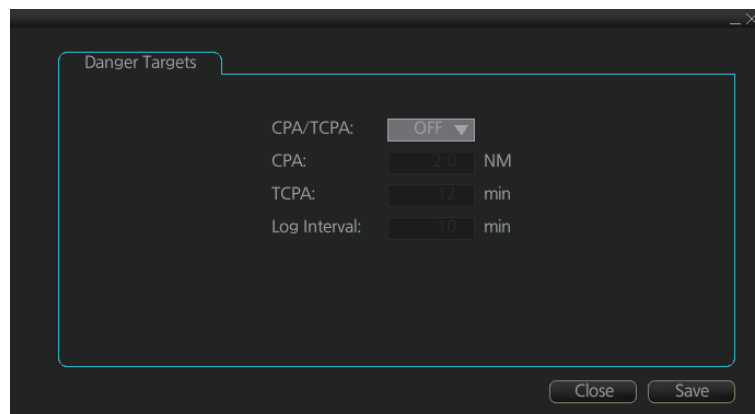 Danger Targets
CPA/TCPA: OFF
CPA: 2.0 NM
TCPA: 12 min
Log Interval: 10 min
Close Save